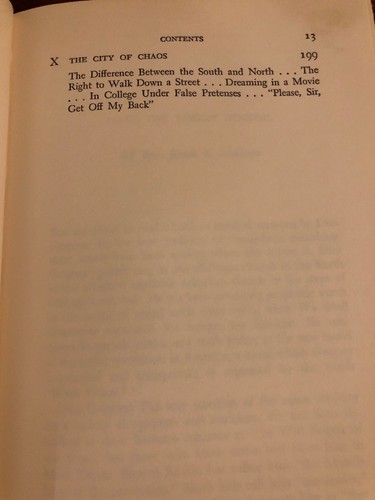 CONTENTS 13
X THE CITY OF CHAOS 199
The Difference Between the South and North . . . The
Right to Walk Down a Street . . . Dreaming in a Movie
. . . In College Under False Pretenses . . . "Please, Sir,
Get Off My Back"